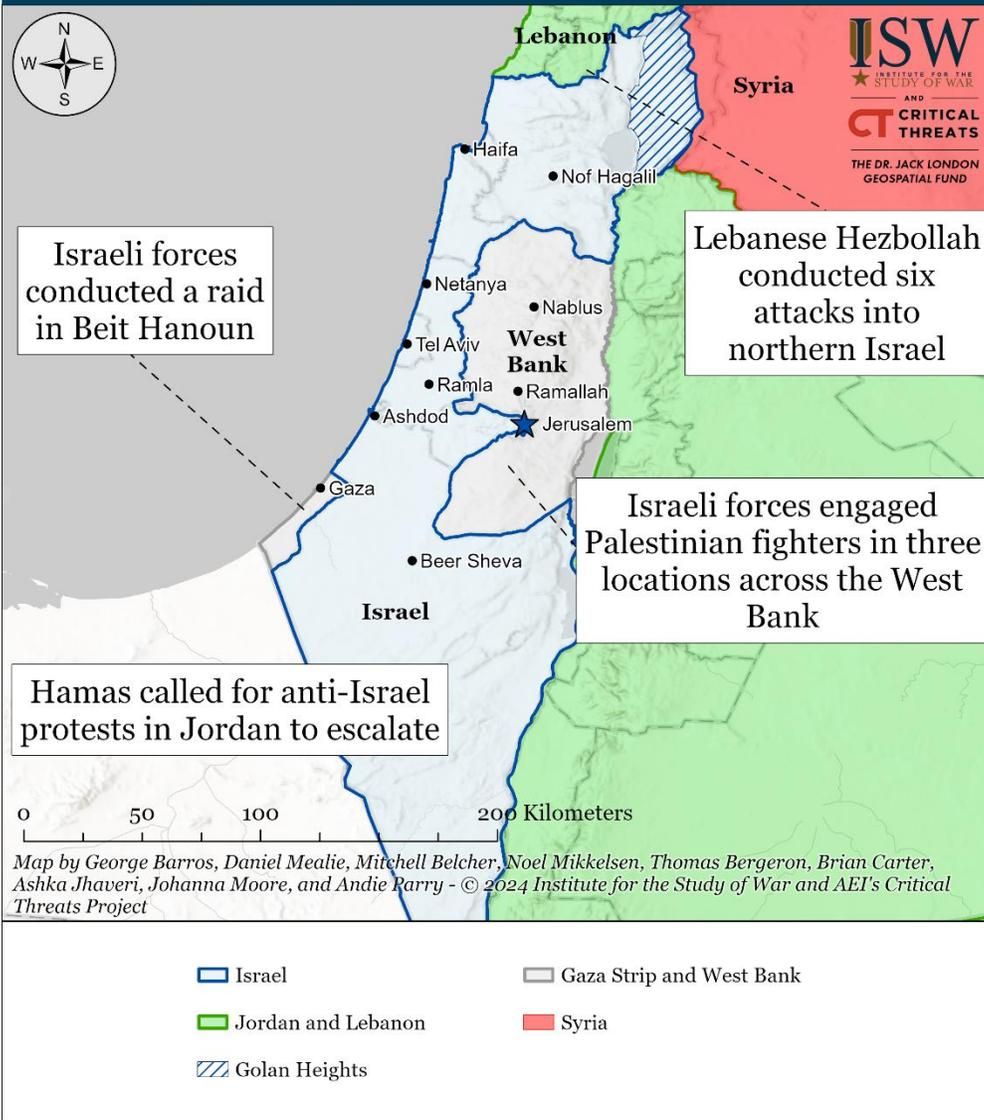 N
W
E
S
Lebanon
Syria
ISW
INSTITUTE FOR THE
STUDY OF WAR
AND
CT CRITICAL
THREATS
THE DR. JACK LONDON
GEOSPATIAL FUND
Haifa
Nof Hagalil
Israeli forces
conducted a raid
in Beit Hanoun
Lebanese Hezbollah
conducted six
attacks into
northern Israel
Netanya
Nablus
Tel Aviv
West
Bank
Ramla
Ramallah
Ashdod
Jerusalem
Gaza
Israeli forces engaged
Palestinian fighters in three
locations across the West
Bank
Beer Sheva
Israel
Hamas called for anti-Israel
protests in Jordan to escalate
0 50 100 200 Kilometers
Map by George Barros, Daniel Mealie, Mitchell Belcher, Noel Mikkelsen, Thomas Bergeron, Brian Carter,
Ashka Jhaveri, Johanna Moore, and Andie Parry - © 2024 Institute for the Study of War and AEI's Critical
Threats Project
Israel
Gaza Strip and West Bank
Jordan and Lebanon
Syria
Golan Heights